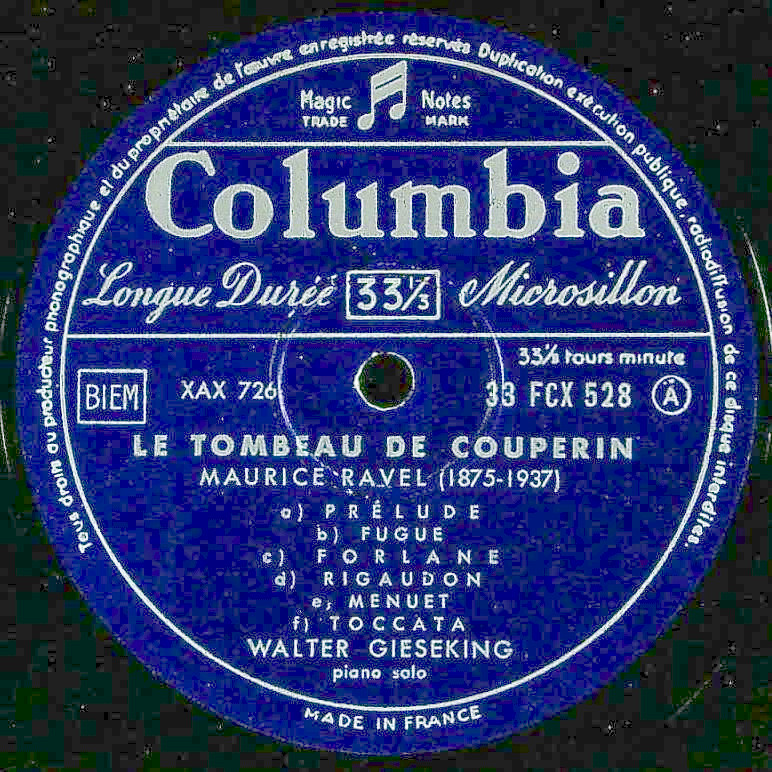 Tous droits du producteur phonographique et du propriétaire de l'œuvre enregistrée réservés Duplication exécution publique, radiodiffusion de ce disque interdites.
Magic Notes
TRADE MARK
Columbia
Longue Durée 33⅓ Microsillon
33⅓ tours minute
BIEM XAX 726 33 FCX 528 A
LE TOMBEAU DE COUPERIN
MAURICE RAVEL (1875-1937)
a) PRÉLUDE
b) FUGUE
c) FORLANE
d) RIGAUDON
e) MENUET
f) TOCCATA
WALTER GIESEKING
piano solo
MADE IN FRANCE